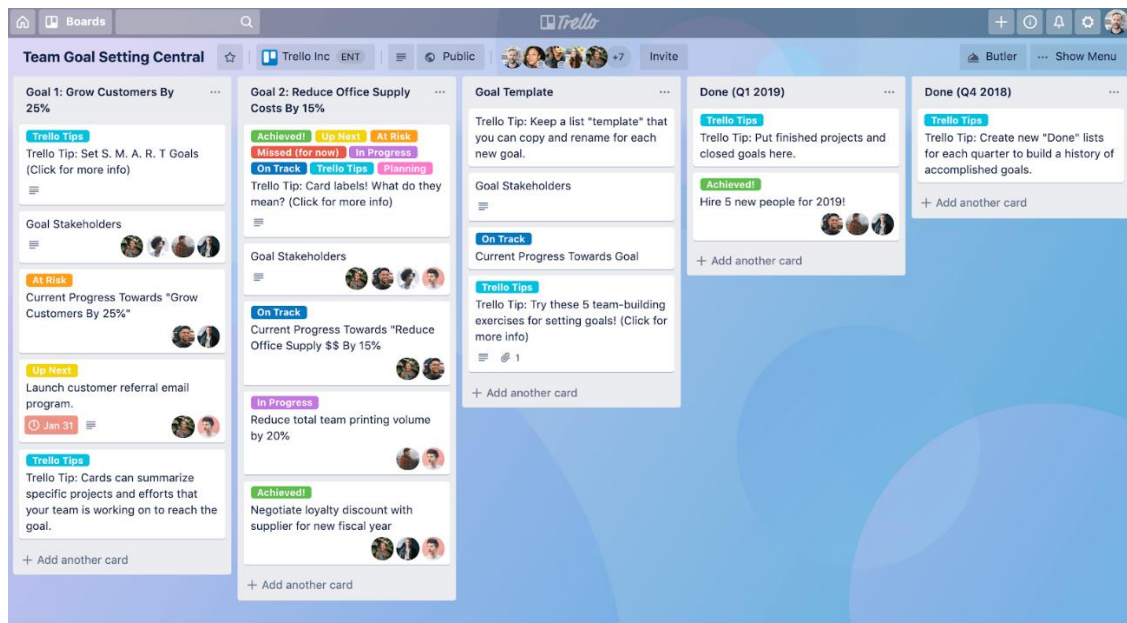 Boards
Trello
Team Goal Setting Central
Trello Inc ENT
Public
+7
Invite
Butler
Show Menu
Goal 1: Grow Customers By
25%
Trello Tips
Trello Tip: Set S. M. A. R. T Goals
(Click for more info)
Goal Stakeholders
At Risk
Current Progress Towards "Grow
Customers By 25%"
Up Next
Launch customer referral email
program.
Jan 31
Trello Tips
Trello Tip: Cards can summarize
specific projects and efforts that
your team is working on to reach the
goal.
+ Add another card
Goal 2: Reduce Office Supply
Costs By 15%
Achieved! Up Next At Risk
Missed (for now) In Progress
On Track Trello Tips Planning
Trello Tip: Card labels! What do they
mean? (Click for more info)
Goal Stakeholders
On Track
Current Progress Towards "Reduce
Office Supply $$ By 15%
In Progress
Reduce total team printing volume
by 20%
Achieved!
Negotiate loyalty discount with
supplier for new fiscal year
+ Add another card
Goal Template
Trello Tip: Keep a list "template" that
you can copy and rename for each
new goal.
Goal Stakeholders
On Track
Current Progress Towards Goal
Trello Tips
Trello Tip: Try these 5 team-building
exercises for setting goals! (Click for
more info)
1
+ Add another card
Done (Q1 2019)
Trello Tips
Trello Tip: Put finished projects and
closed goals here.
Achieved!
Hire 5 new people for 2019!
+ Add another card
Done (Q4 2018)
Trello Tips
Trello Tip: Create new "Done" lists
for each quarter to build a history of
accomplished goals.
+ Add another card